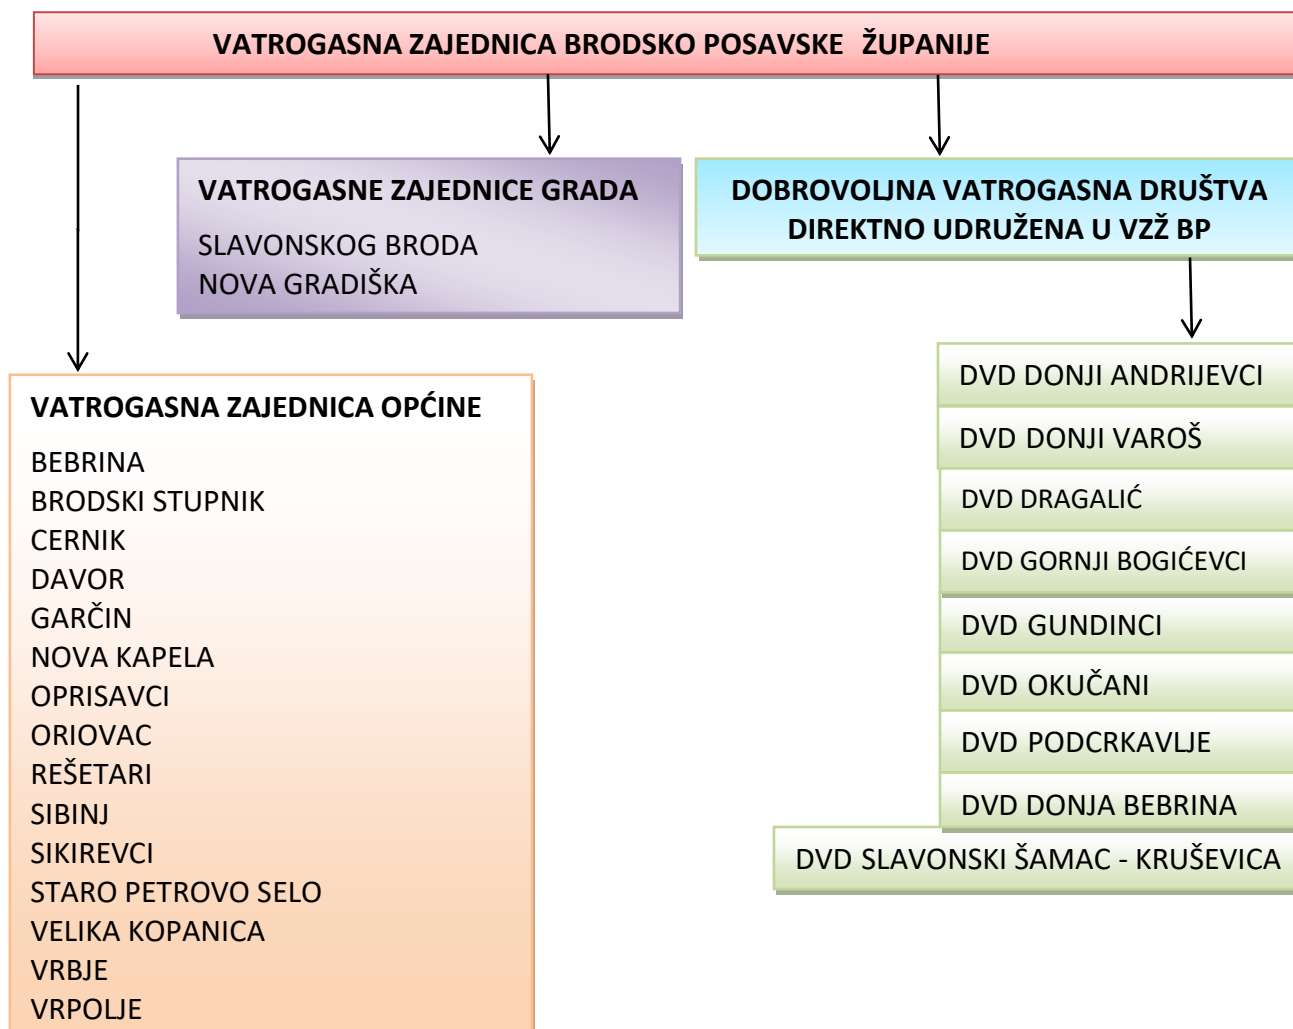 VATROGASNA ZAJEDNICA BRODSKO POSAVSKE ŽUPANIJE
VATROGASNE ZAJEDNICE GRADA
SLAVONSKOG BRODA
NOVA GRADIŠKA
DOBROVOLJNA VATROGASNA DRUŠTVA
DIREKTNO UDRUŽENA U VZŽ BP
VATROGASNA ZAJEDNICA OPĆINE
BEBRINA
BRODSKI STUPNIK
CERNIK
DAVOR
GARČIN
NOVA KAPELA
OPRISAVCI
ORIOVAC
REŠETARI
SIBINJ
SIKIREVCI
STARO PETROVO SELO
VELIKA KOPANICA
VRBJE
VRPOLJE
DVD DONJI ANDRIJEVCI
DVD DONJI VAROŠ
DVD DRAGALIĆ
DVD GORNJI BOGIĆEVCI
DVD GUNDINCI
DVD OKUČANI
DVD PODCRKAVLJE
DVD DONJA BEBRINA
DVD SLAVONSKI ŠAMAC - KRUŠEVICA